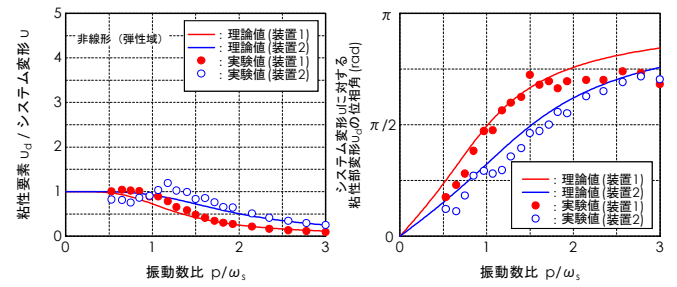 5
4
3
2
1
0
粘性要素 u_d / システム変形 U
非線形（弾性域）
: 理論値(装置1)
: 理論値(装置2)
: 実験値(装置1)
: 実験値(装置2)
0 1 2 3
振動数比 p/ω_s
π
π/2
0
システム変形Uに対する
粘性部変形u_dの位相角(rad)
: 理論値(装置1)
: 理論値(装置2)
: 実験値(装置1)
: 実験値(装置2)
0 1 2 3
振動数比 p/ω_s